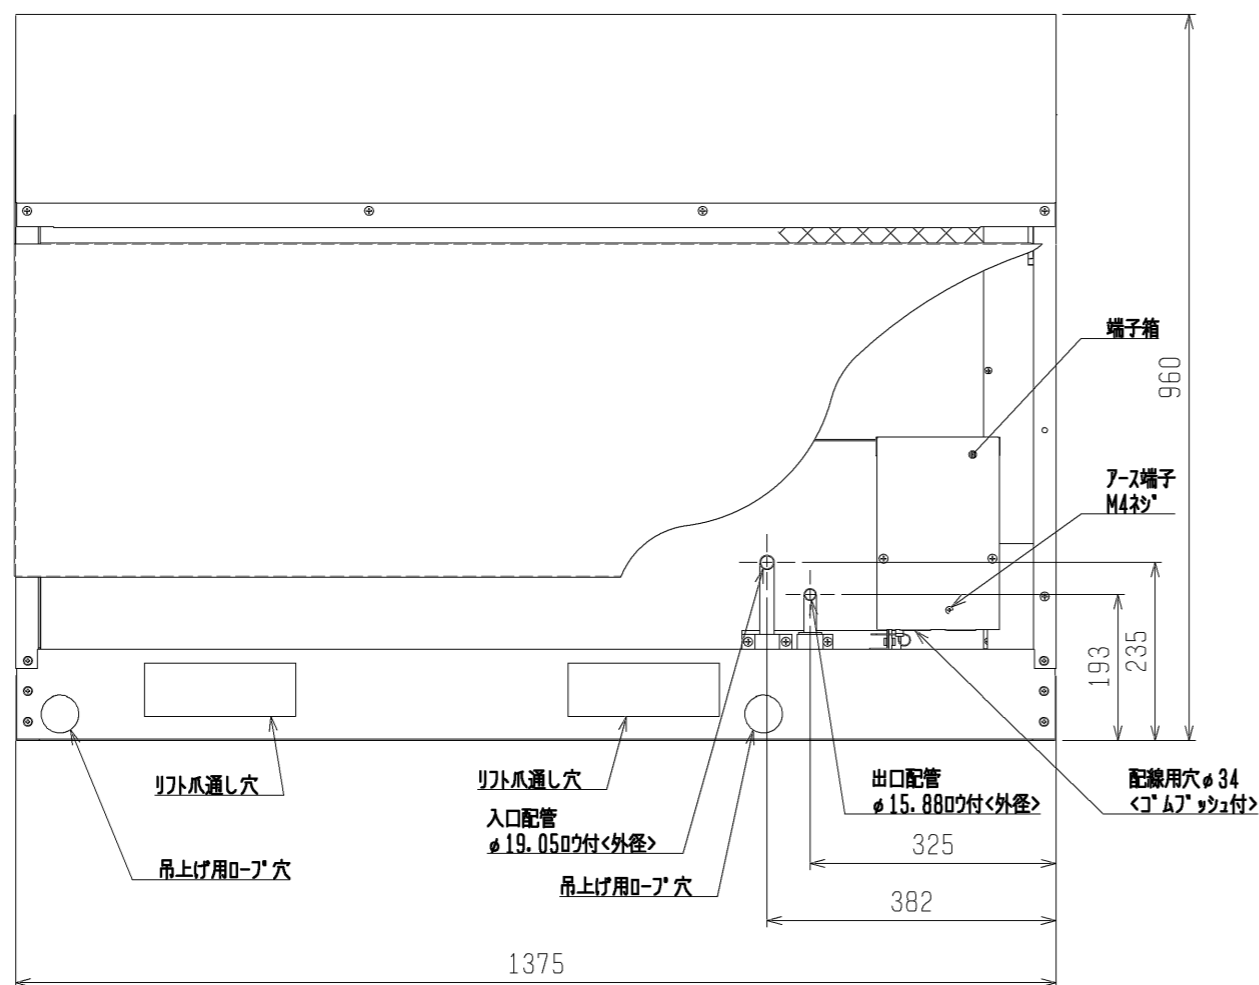 端子箱
960
アース端子
M4ネジ
193
235
リフト爪通し穴
リフト爪通し穴
出口配管
φ15.88ロウ付<外径>
配線用穴φ34
<ゴムブッシュ付>
入口配管
φ19.05ロウ付<外径>
吊上げ用ロープ穴
吊上げ用ロープ穴
325
382
1375